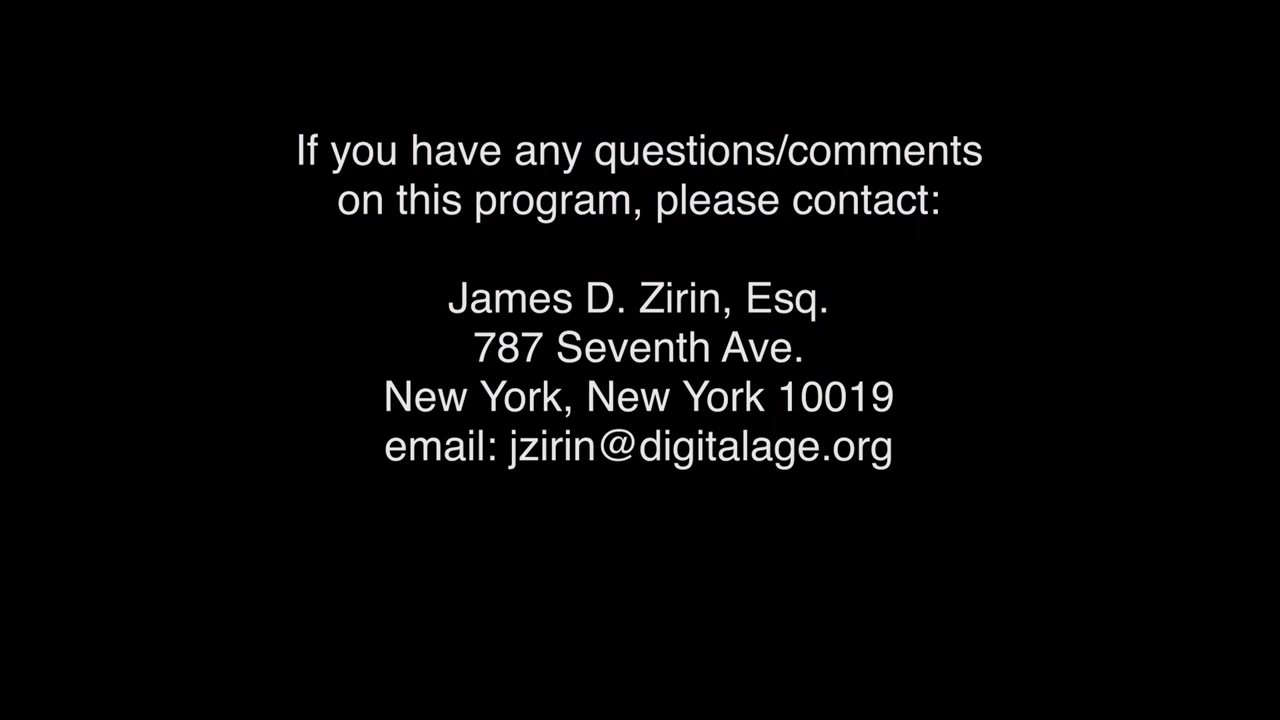 If you have any questions/comments
on this program, please contact:
James D. Zirin, Esq.
787 Seventh Ave.
New York, New York 10019
email: jzirin@digitalage.org